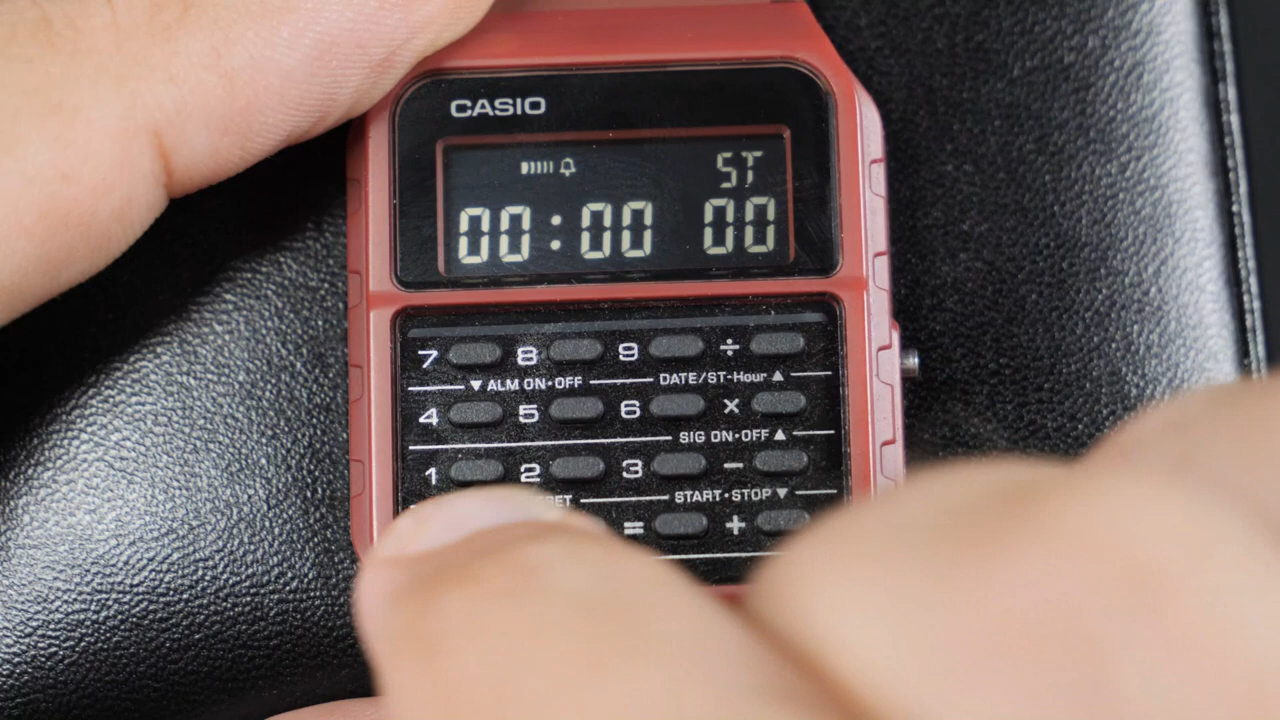 CASIO
ST
00:00 00
7 8 9 ÷
▼ ALM ON•OFF DATE/ST-Hour ▲
4 5 6 ×
SIG ON•OFF ▲
1 2 3 −
START•STOP ▼
= +